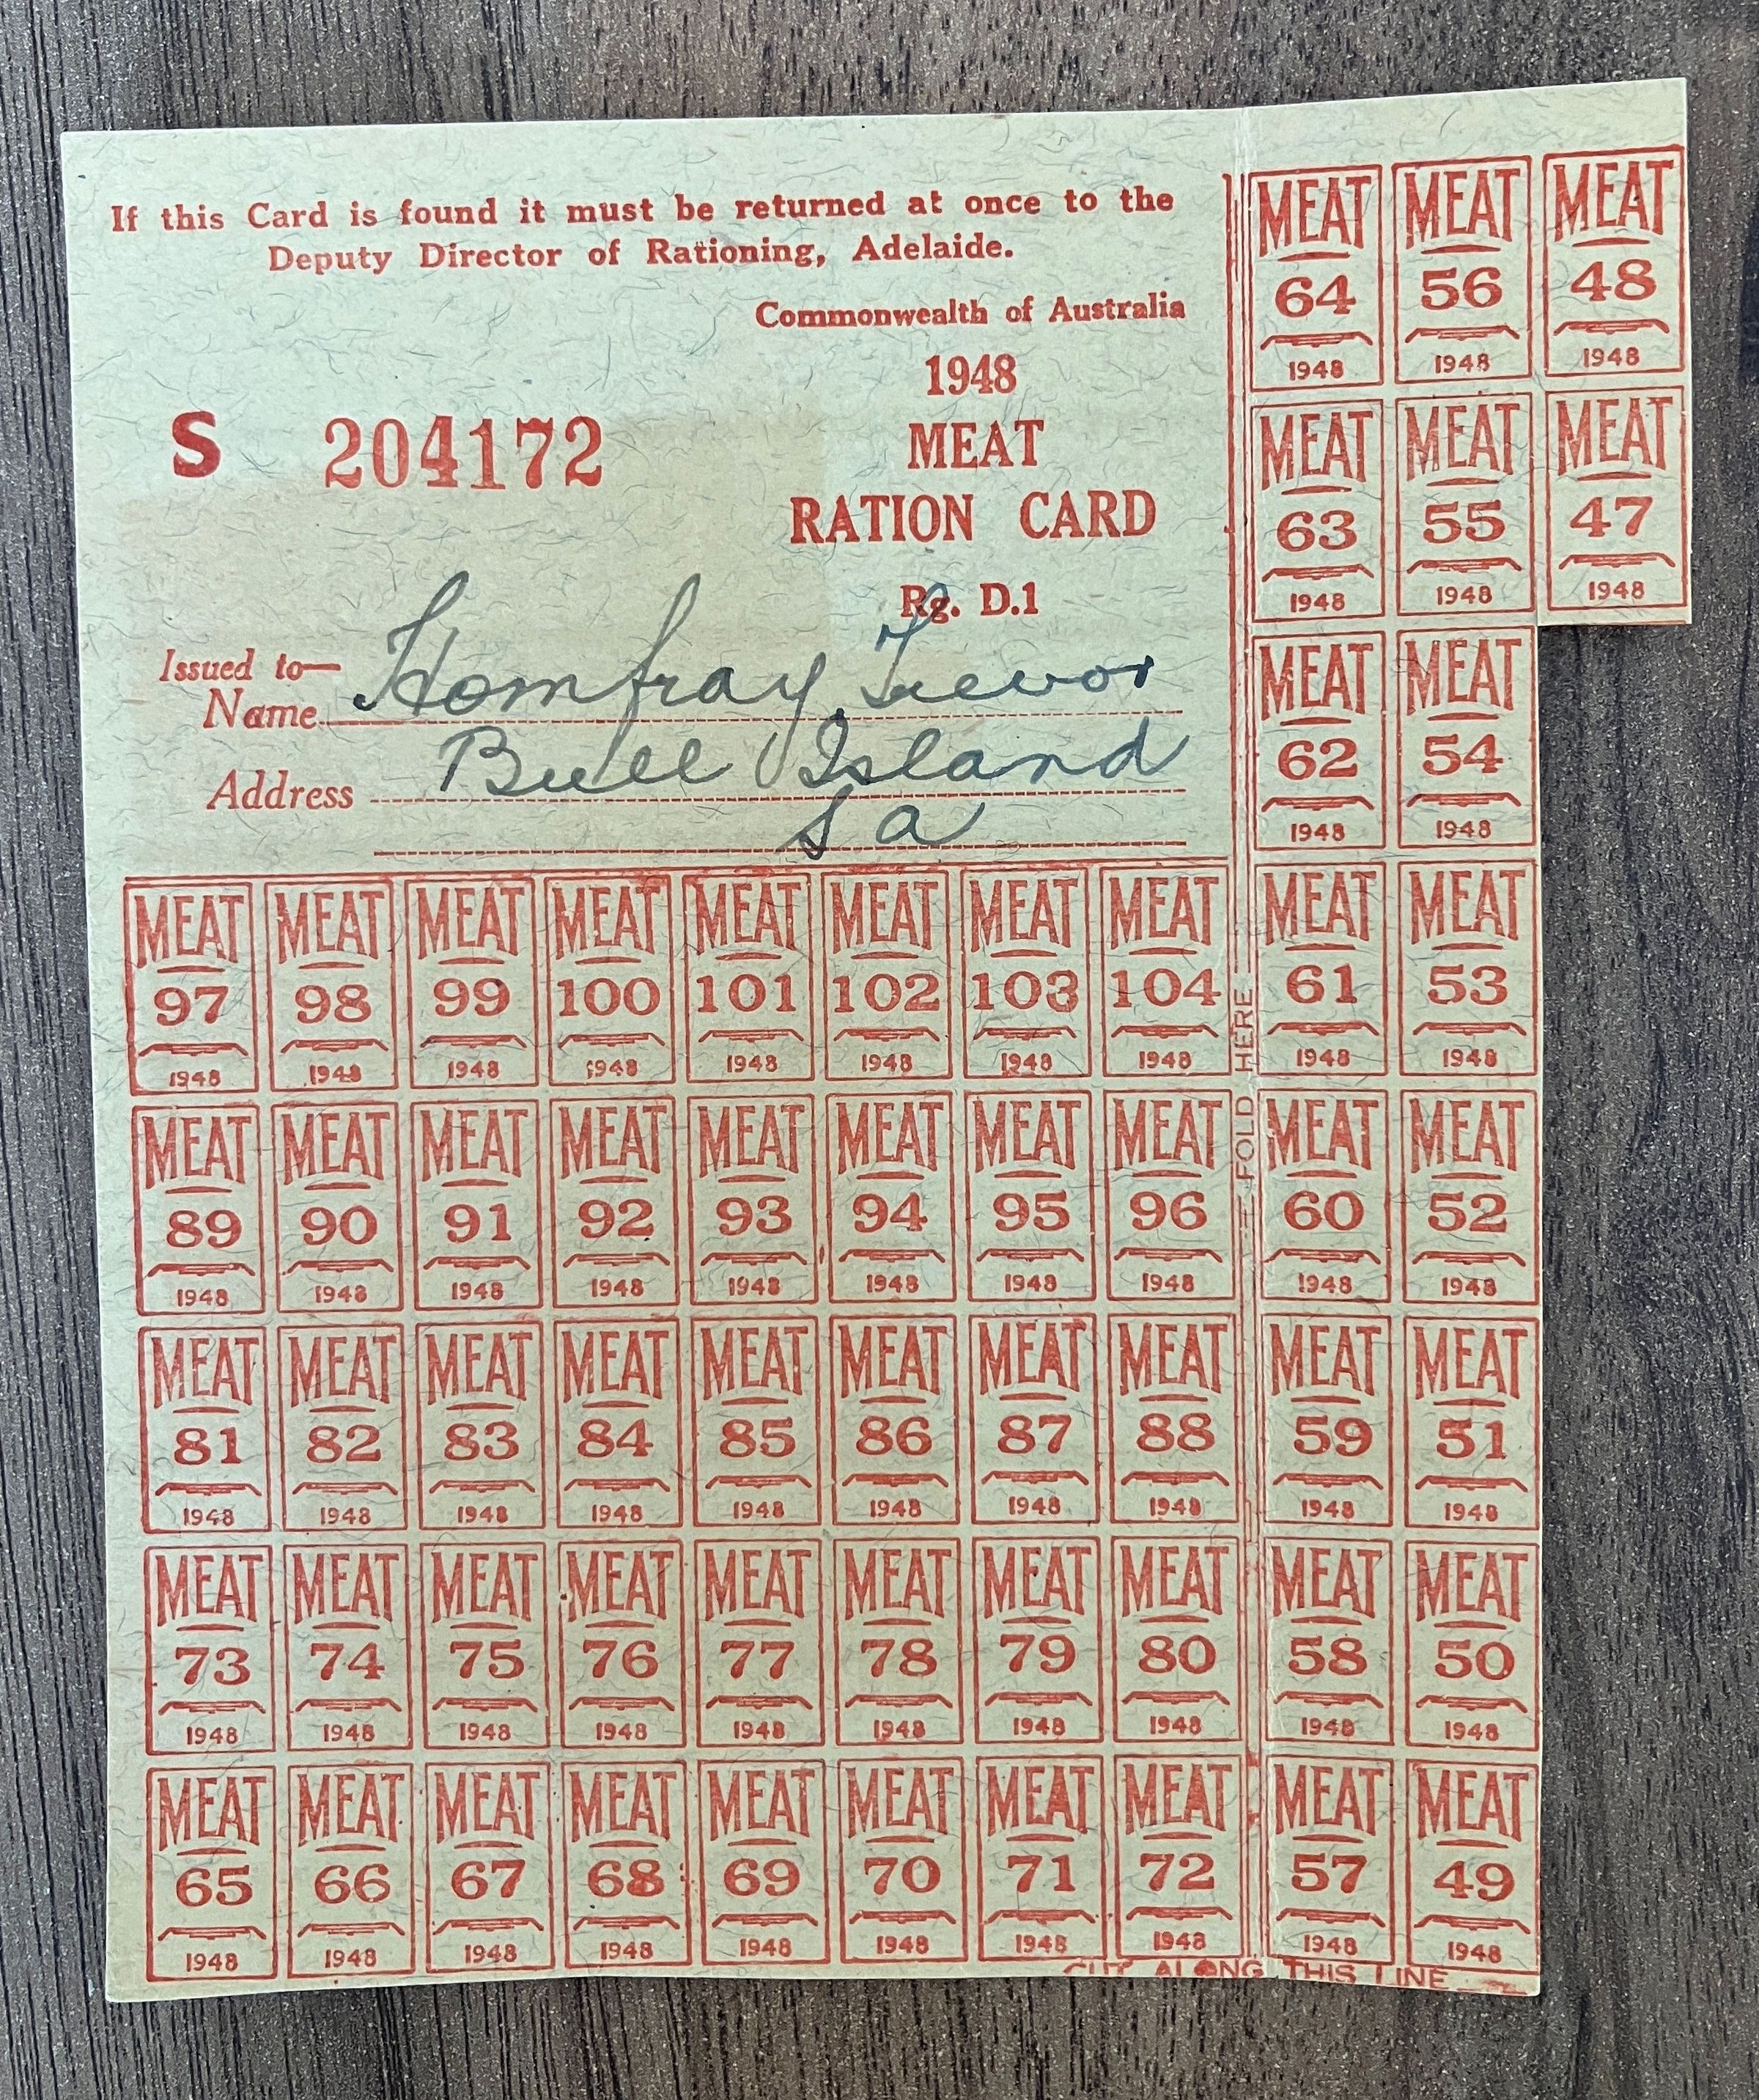 If this Card is found it must be returned at once to the
Deputy Director of Rationing, Adelaide.
Commonwealth of Australia
1948
S 204172
MEAT
RATION CARD
Rg. D.1
Issued to—
Name Homfray, Trevor
Address Bull Island
S a
MEAT MEAT MEAT
64 56 48
1948 1948 1948
MEAT MEAT MEAT
63 55 47
1948 1948 1948
MEAT MEAT
62 54
1948 1948
MEAT MEAT MEAT MEAT MEAT MEAT MEAT MEAT MEAT MEAT
97 98 99 100 101 102 103 104 61 53
1948 1948 1948 1948 1948 1948 1948 1948 1948 1948
FOLD HERE
MEAT MEAT MEAT MEAT MEAT MEAT MEAT MEAT MEAT MEAT
89 90 91 92 93 94 95 96 60 52
1948 1948 1948 1948 1948 1948 1948 1948 1948 1948
MEAT MEAT MEAT MEAT MEAT MEAT MEAT MEAT MEAT MEAT
81 82 83 84 85 86 87 88 59 51
1948 1948 1948 1948 1948 1948 1948 1948 1948 1948
MEAT MEAT MEAT MEAT MEAT MEAT MEAT MEAT MEAT MEAT
73 74 75 76 77 78 79 80 58 50
1948 1948 1948 1948 1948 1948 1948 1948 1948 1948
MEAT MEAT MEAT MEAT MEAT MEAT MEAT MEAT MEAT MEAT
65 66 67 68 69 70 71 72 57 49
1948 1948 1948 1948 1948 1948 1948 1948 1948 1948
CUT ALONG THIS LINE